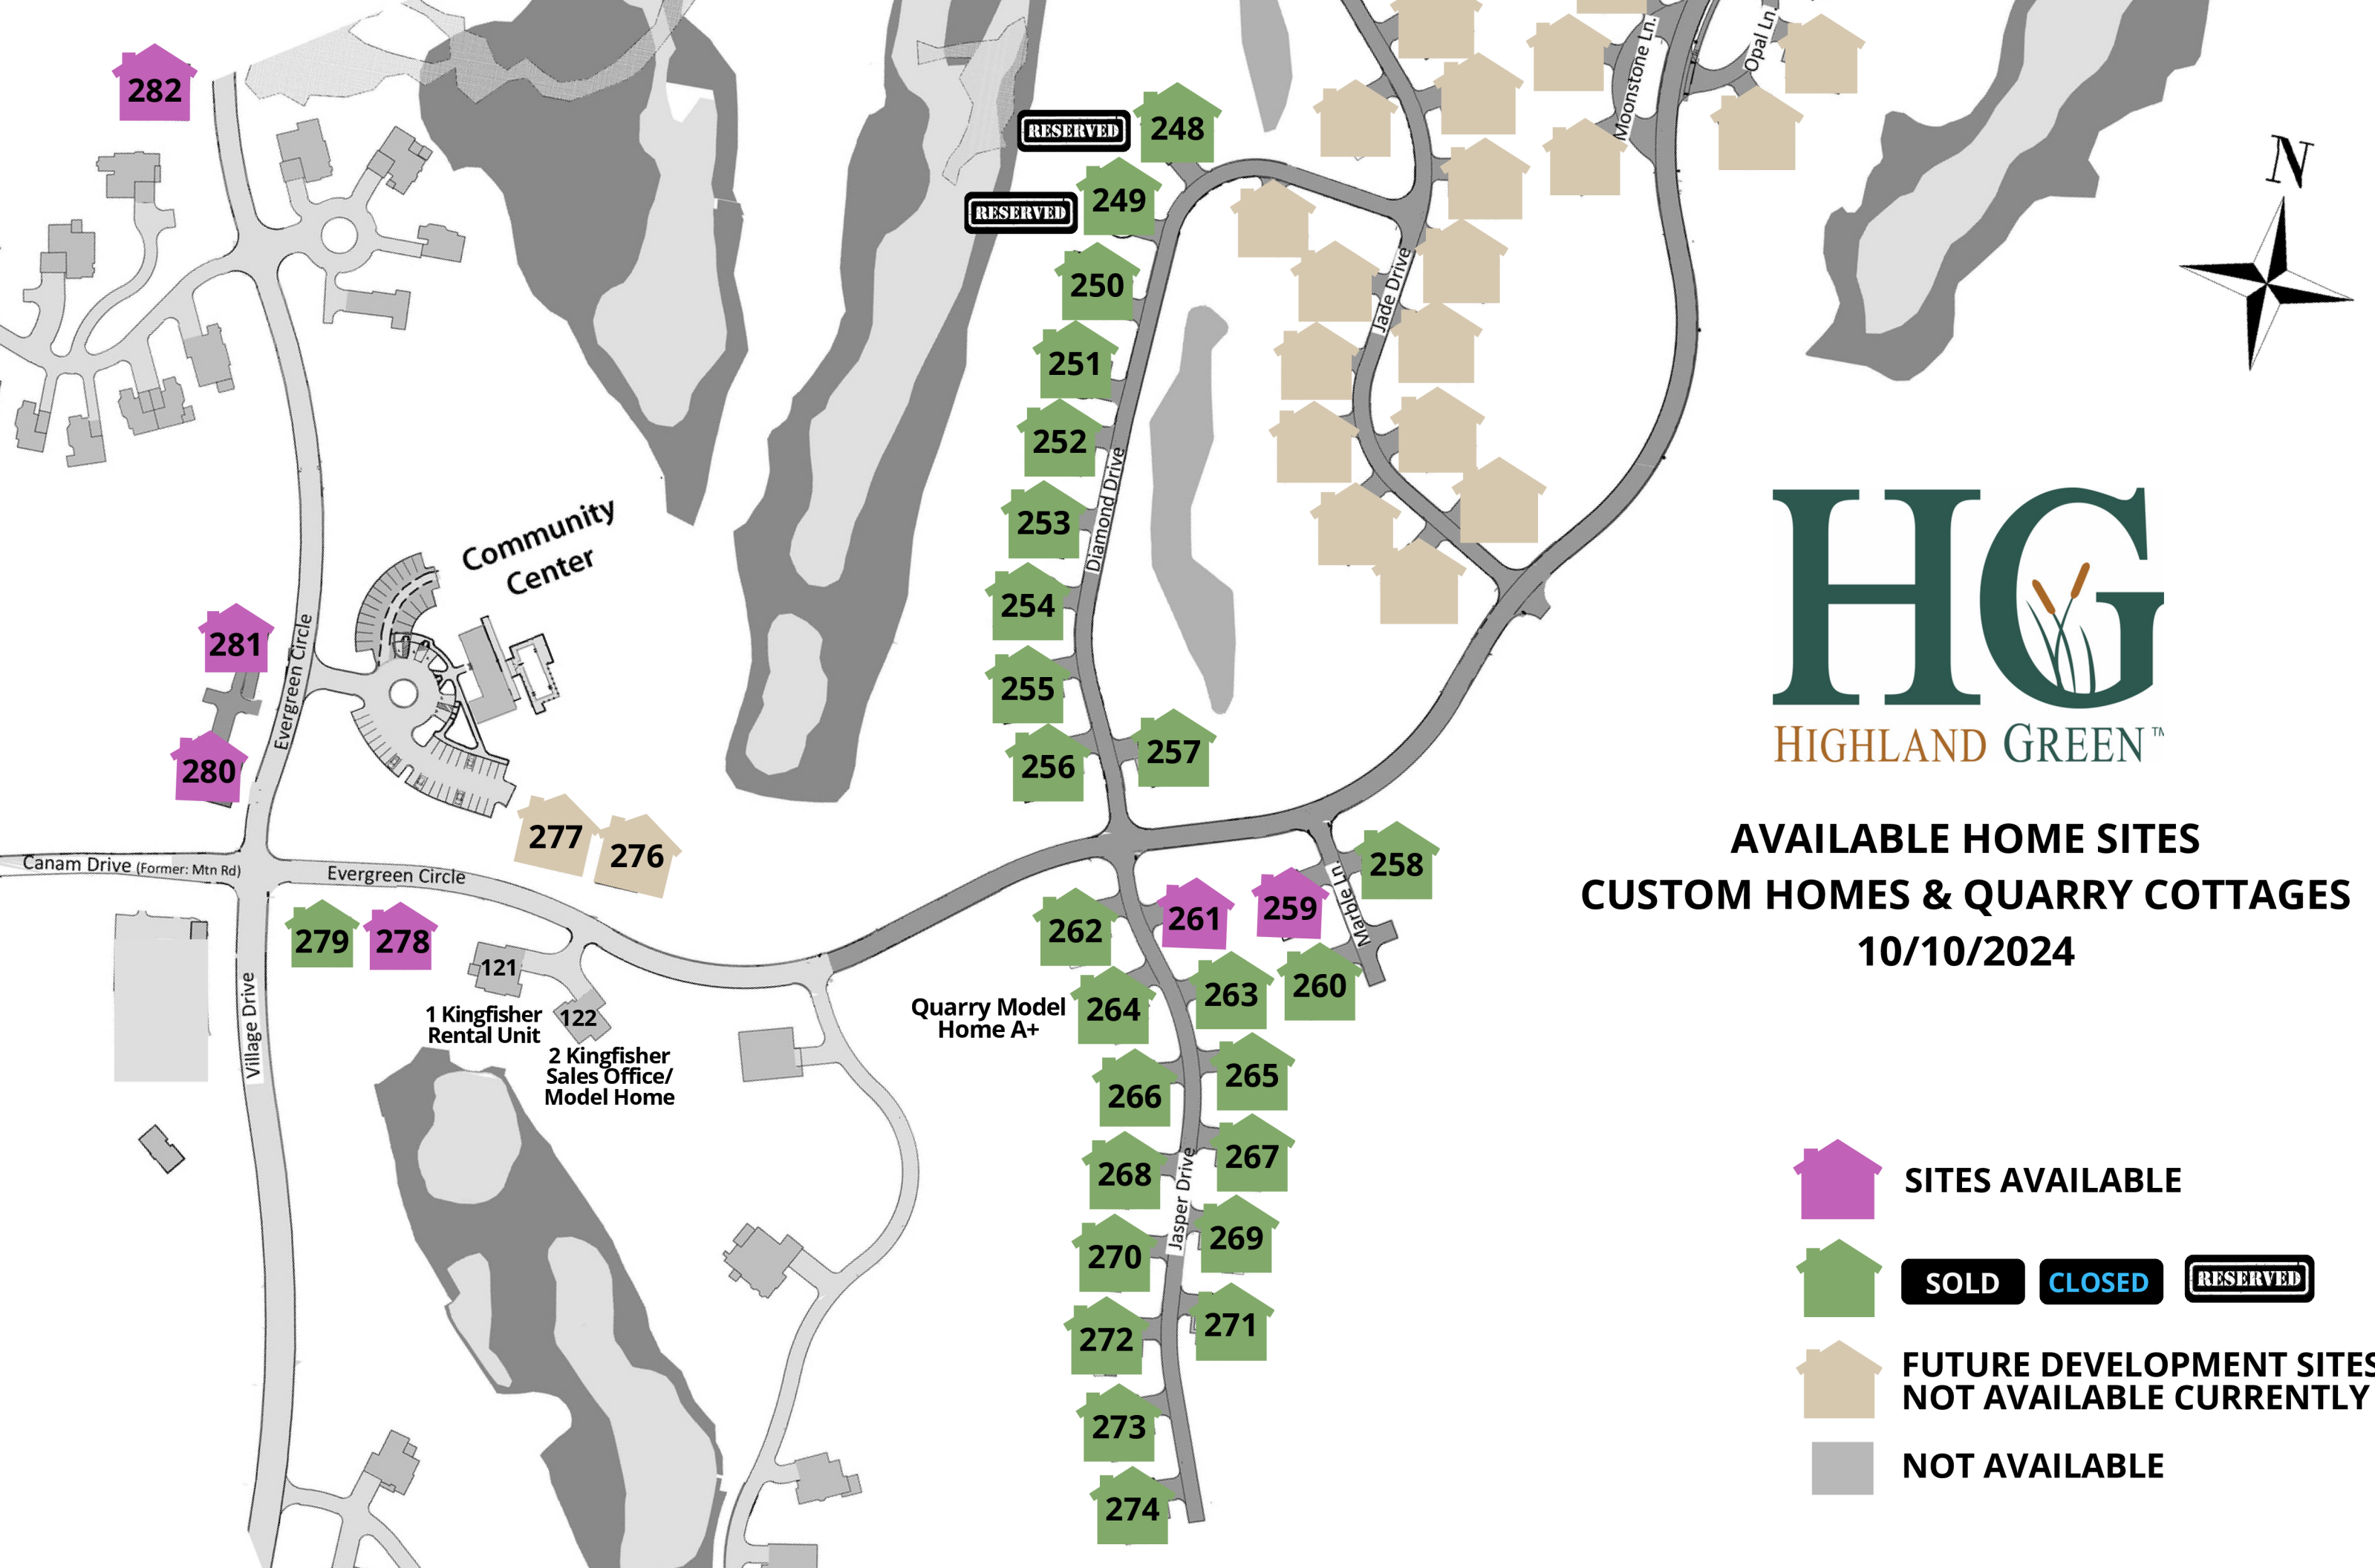 282
Moonstone Ln.
Opal Ln.
RESERVED
248
RESERVED
249
N
250
Jade Drive
251
252
Diamond Drive
253
Community
Center
254
281
Evergreen Circle
255
280
256
257
HG
HIGHLAND GREEN™
277
276
Canam Drive (Former: Mtn Rd)
Evergreen Circle
258
Marble Ln.
259
261
262
279
278
AVAILABLE HOME SITES
CUSTOM HOMES & QUARRY COTTAGES
10/10/2024
121
260
263
264
Quarry Model
Home A+
Village Drive
1 Kingfisher
Rental Unit
122
2 Kingfisher
Sales Office/
Model Home
265
266
267
268
Jasper Drive
269
270
271
272
273
274
SITES AVAILABLE
SOLD CLOSED RESERVED
FUTURE DEVELOPMENT SITES
NOT AVAILABLE CURRENTLY
NOT AVAILABLE